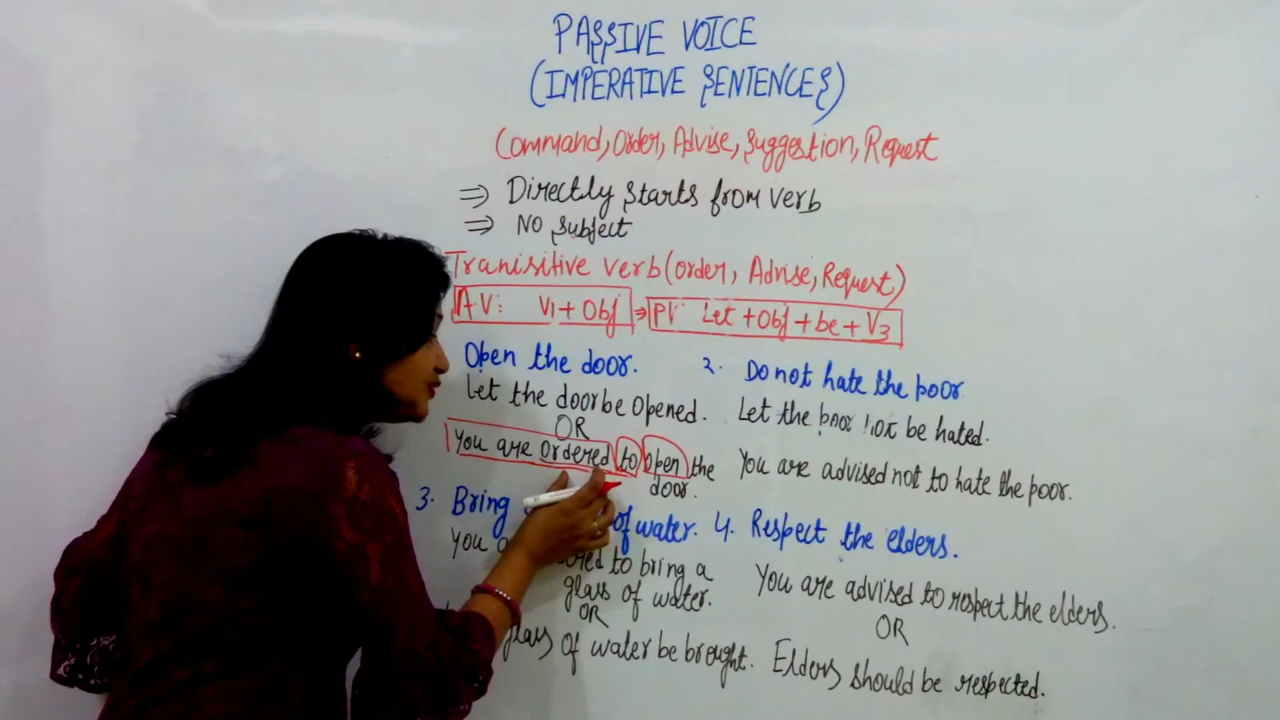 PASSIVE VOICE
(IMPERATIVE SENTENCES)
Command, Order, Advise, Suggestion, Request
⇒ Directly starts from verb
⇒ NO subject
Tranisitive verb (order, Advise, Request)
A·V: V1 + Obj ⇒ PV: Let + Obj + be + V3
Open the door.
Let the door be Opened.
OR
You are ordered to open the
door.
2. Do not hate the poor
Let the poor not be hated.
You are advised not to hate the poor.
3. Bring of water.
You to bring a
glass of water.
OR
glass of water be brought.
4. Respect the elders.
You are advised to respect the elders.
OR
Elders should be respected.